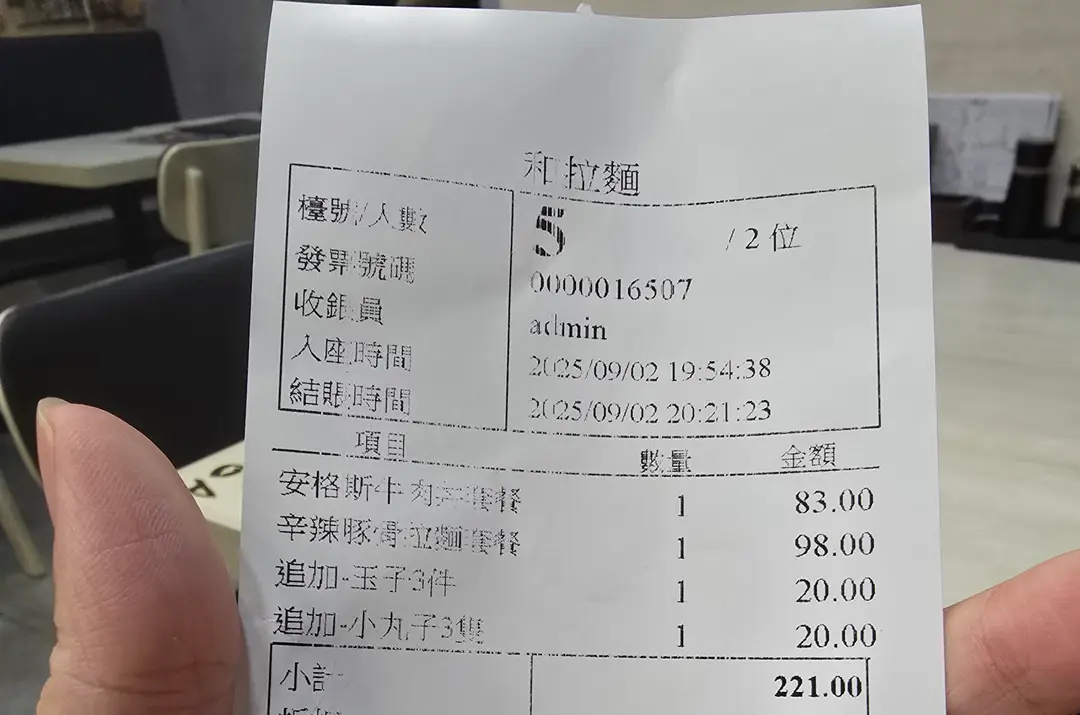 和拉麵
檯號/人數 5 /2 位
發票號碼 0000016507
收銀員 admin
入座時間 2025/09/02 19:54:38
結賬時間 2025/09/02 20:21:23
項目 數量 金額
安格斯牛肉丼套餐 1 83.00
辛辣豚骨拉麵套餐 1 98.00
追加-玉子3件 1 20.00
追加-小丸子3隻 1 20.00
小計 221.00